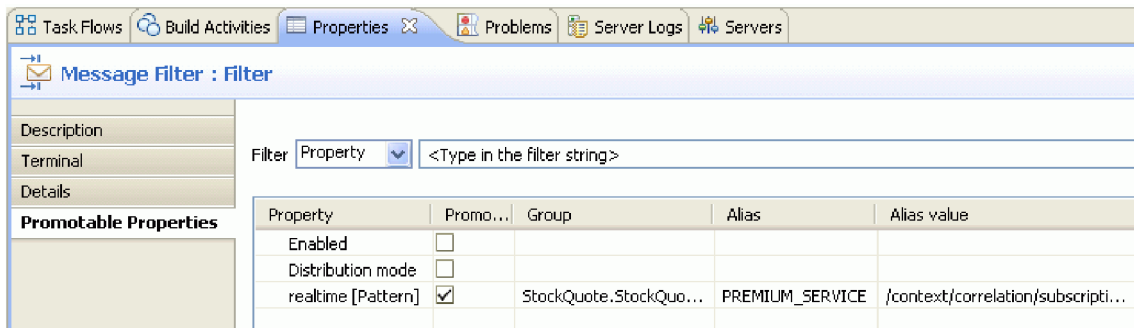 Task Flows Build Activities Properties Problems Server Logs Servers
Message Filter : Filter
Description
Terminal
Details
Promotable Properties
Filter Property <Type in the filter string>
Property Promo... Group Alias Alias value
Enabled
Distribution mode
realtime [Pattern] StockQuote.StockQuo... PREMIUM_SERVICE /context/correlation/subscripti...